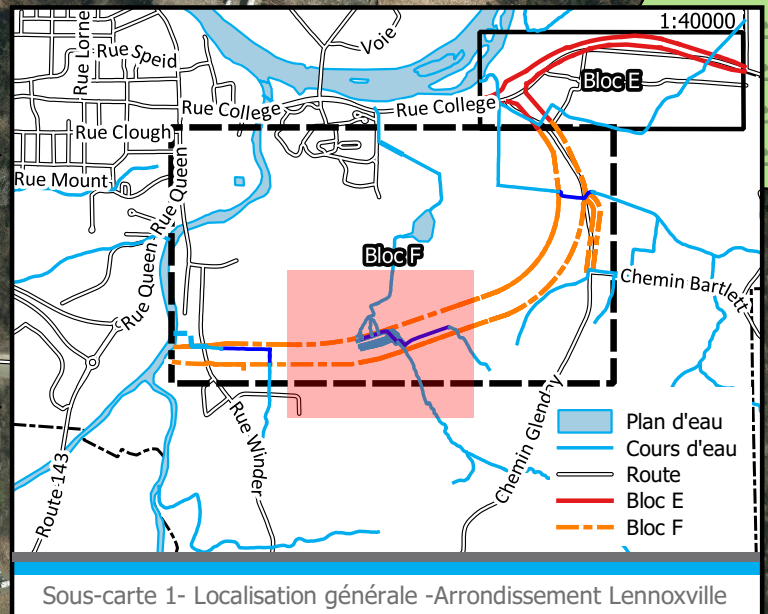 1:40000
Rue Lorne
Voie
Rue Speid
Bloc E
Rue College
Rue College
Rue Clough
Rue Mount
Rue Queen
Rue Queen
Bloc F
Chemin Bartlett
Rue Winder
Chemin Glenday
Route 143
Plan d'eau
Cours d'eau
Route
Bloc E
Bloc F
Sous-carte 1- Localisation générale -Arrondissement Lennoxville